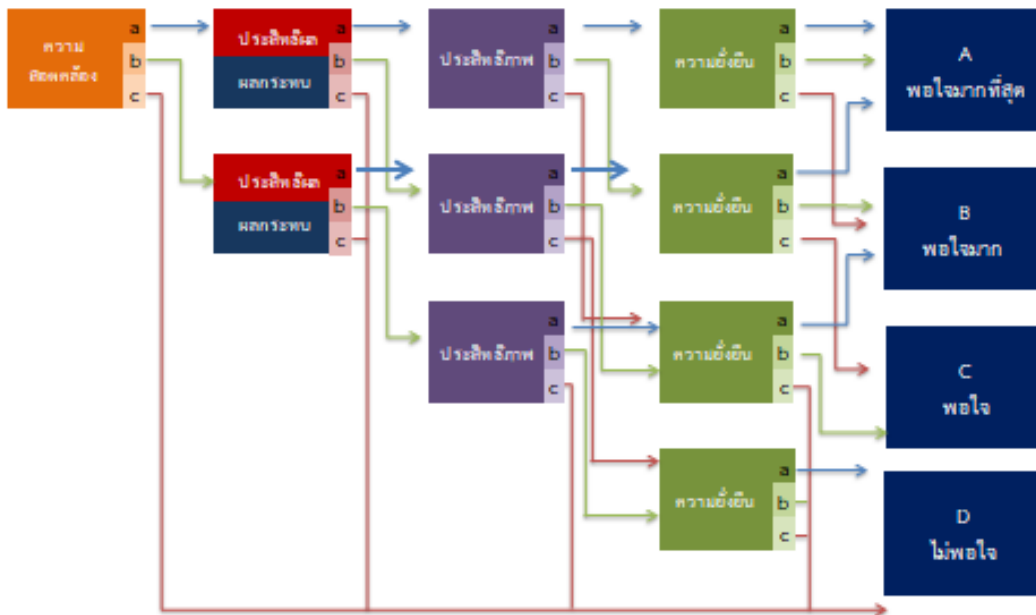 ความ
สอดคล้อง
a
b
c
ประสิทธิผล
ผลกระทบ
a
b
c
ประสิทธิภาพ
a
b
c
ความยั่งยืน
a
b
c
A
พอใจมากที่สุด
ประสิทธิผล
ผลกระทบ
a
b
c
ประสิทธิภาพ
a
b
c
ความยั่งยืน
a
b
c
B
พอใจมาก
ประสิทธิภาพ
a
b
c
ความยั่งยืน
a
b
c
C
พอใจ
ความยั่งยืน
a
b
c
D
ไม่พอใจ